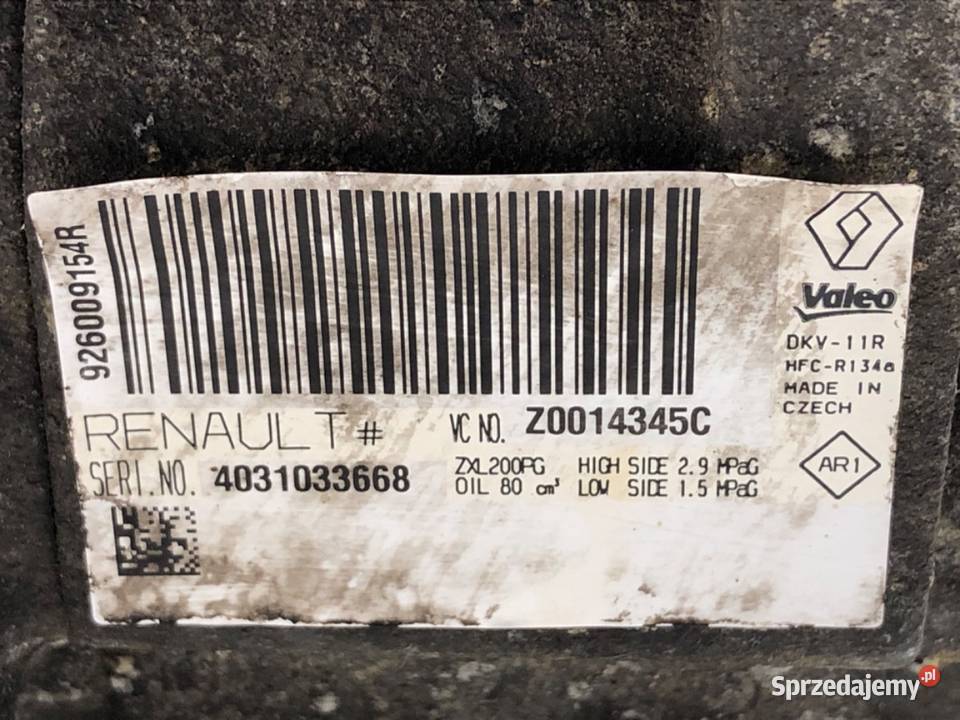 926009154R
Valeo
DKV-11R
HFC-R134a
MADE IN
CZECH
RENAULT #
VC NO. Z0014345C
SERI.NO. 4031033668
ZXL200PG HIGH SIDE 2.9 MPaG
OIL 80 cm³ LOW SIDE 1.5 MPaG
AR1
Sprzedajemy.pl